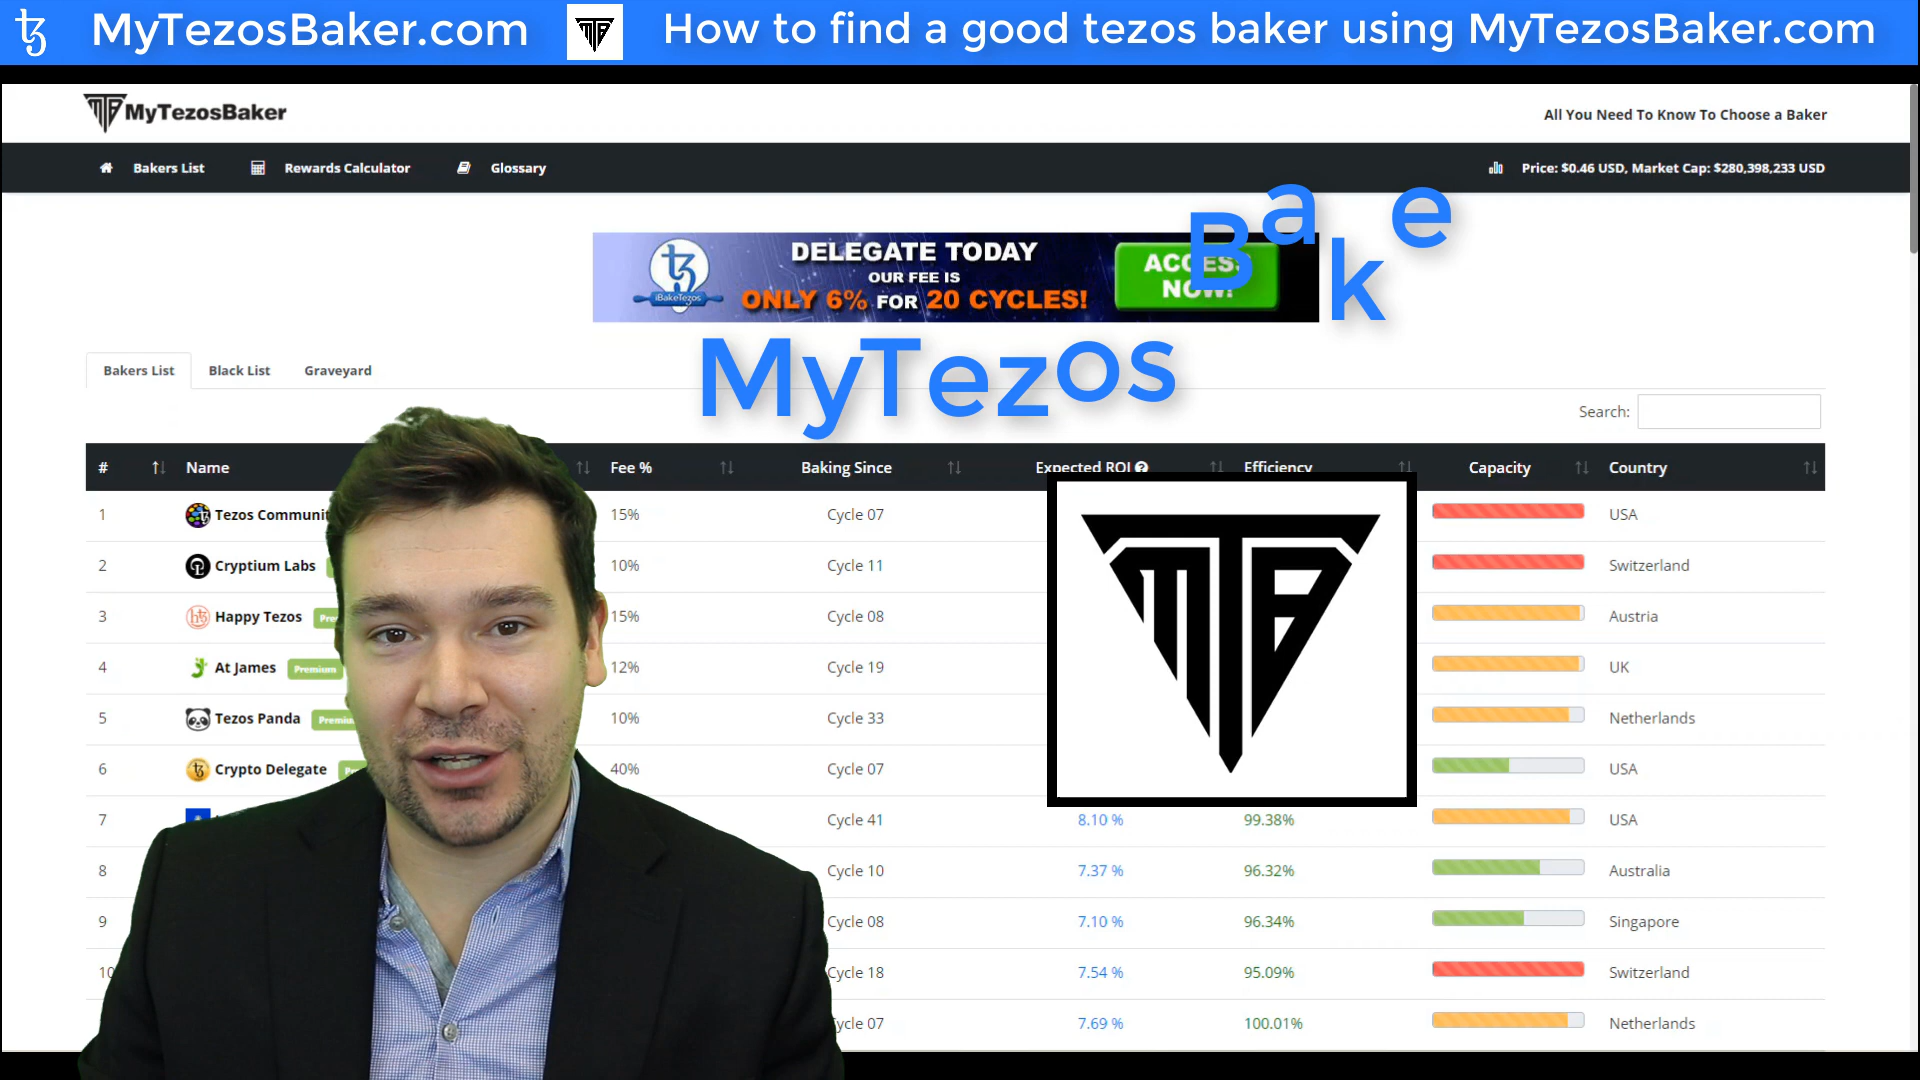 MyTezosBaker.com
How to find a good tezos baker using MyTezosBaker.com
MyTezosBaker
All You Need To Know To Choose a Baker
Bakers List Rewards Calculator Glossary
Price: $0.46 USD, Market Cap: $280,398,233 USD
DELEGATE TODAY
OUR FEE IS
ONLY 6% FOR 20 CYCLES!
iBakeTezos
ACCESS
NOW!
Bake
MyTezos
Bakers List Black List Graveyard
Search:
# Name Fee % Baking Since Expected ROI Efficiency Capacity Country
1 Tezos Communi 15% Cycle 07 USA
2 Cryptium Labs 10% Cycle 11 Switzerland
3 Happy Tezos Pre 15% Cycle 08 Austria
4 At James Premium 12% Cycle 19 UK
5 Tezos Panda Premiu 10% Cycle 33 Netherlands
6 Crypto Delegate Pr 40% Cycle 07 USA
7 Cycle 41 8.10 % 99.38% USA
8 Cycle 10 7.37 % 96.32% Australia
9 Cycle 08 7.10 % 96.34% Singapore
10 Cycle 18 7.54 % 95.09% Switzerland
ycle 07 7.69 % 100.01% Netherlands
MTB